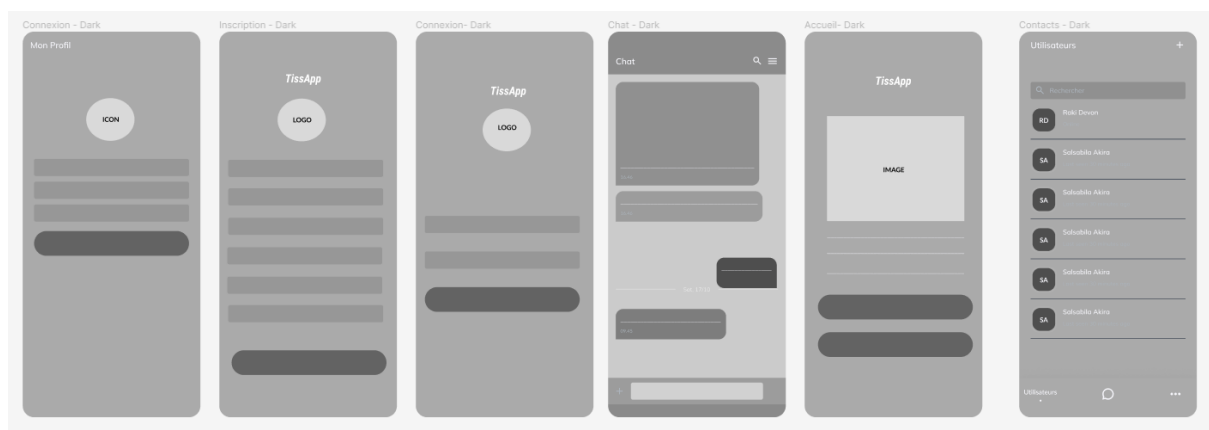 Connexion - Dark
Mon Profil
ICON
Inscription - Dark
TissApp
LOGO
Connexion- Dark
TissApp
LOGO
Chat - Dark
Chat
Accueil- Dark
TissApp
IMAGE
Contacts - Dark
Utilisateurs
+
Rechercher
RD
Raki Devon
SA
Salsabila Akira
SA
Salsabila Akira
SA
Salsabila Akira
SA
Salsabila Akira
SA
Salsabila Akira
Utilisateurs